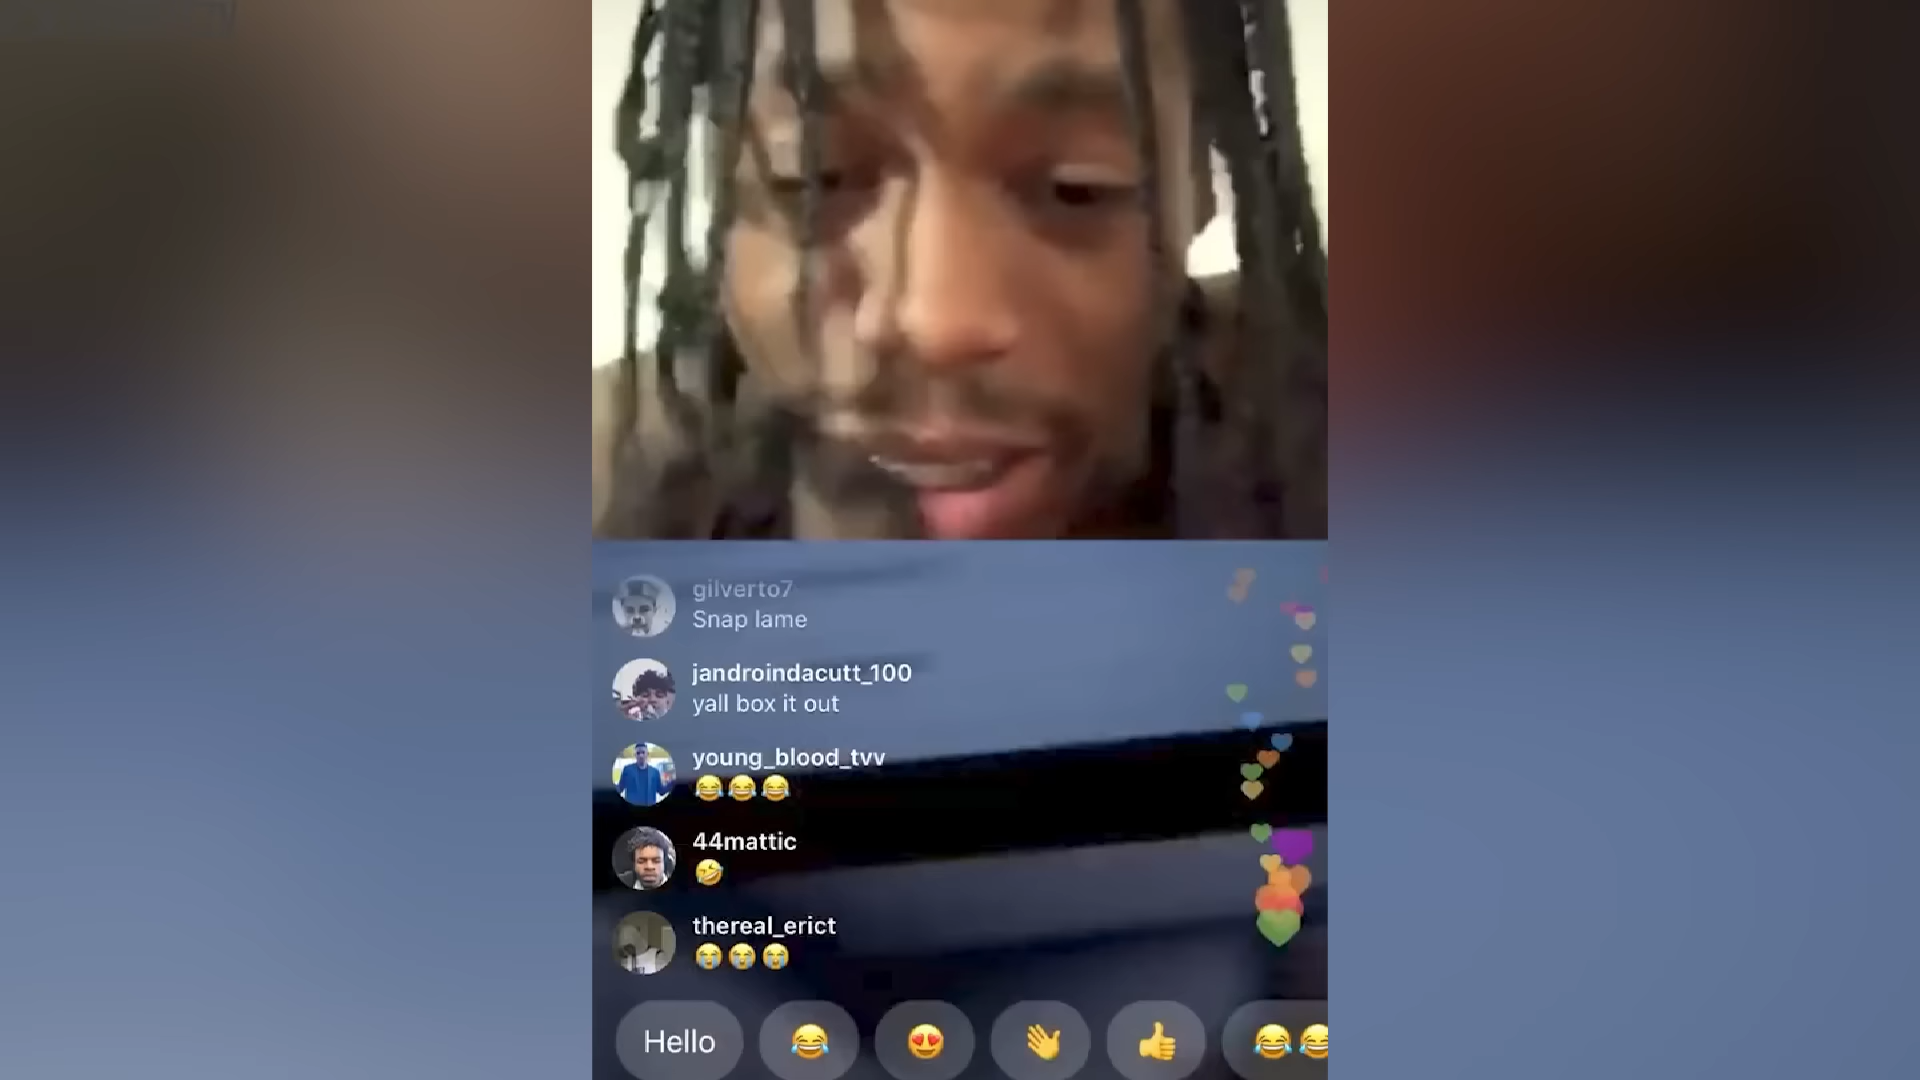 gilverto7
Snap lame
jandroindacutt_100
yall box it out
young_blood_tvv
😂😂😂
44mattic
🤣
thereal_erict
😭😭😭
Hello 😂 😍 👋 👍 😂😂